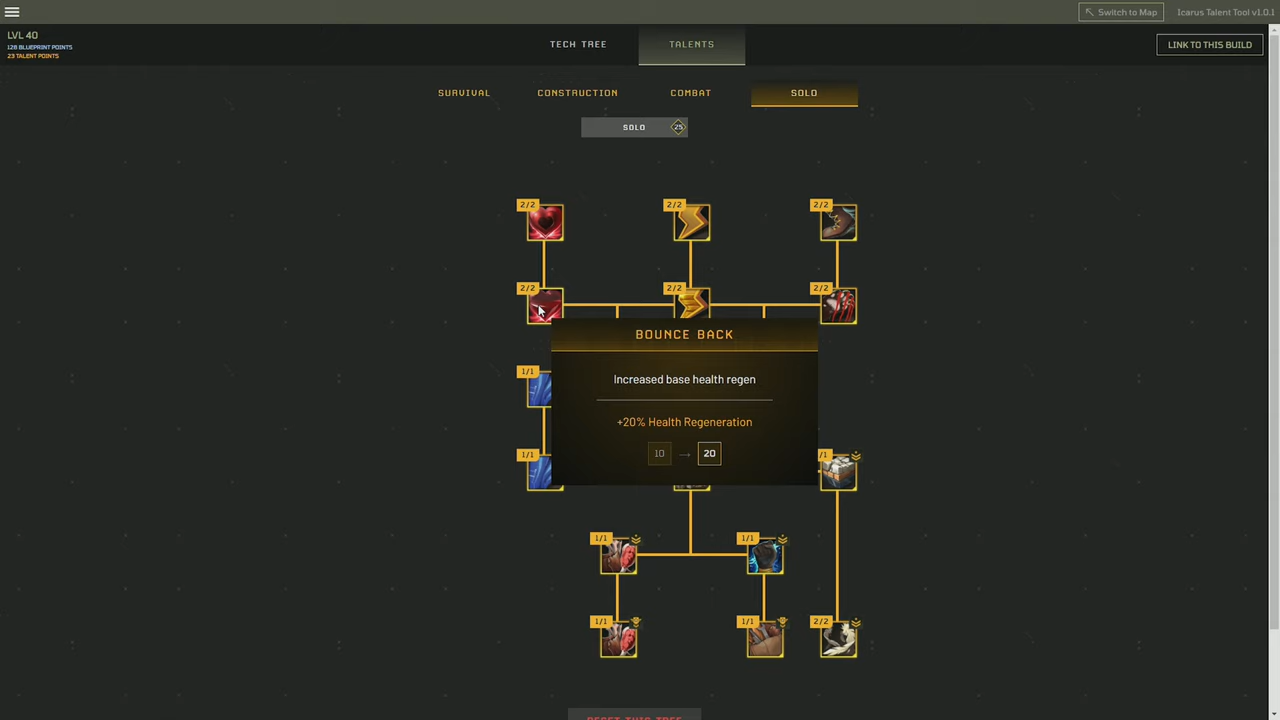 Switch to Map
Icarus Talent Tool v1.0.1
LVL 40
128 BLUEPRINT POINTS
23 TALENT POINTS
TECH TREE
TALENTS
LINK TO THIS BUILD
SURVIVAL
CONSTRUCTION
COMBAT
SOLO
SOLO
25
2/2
2/2
2/2
2/2
2/2
2/2
BOUNCE BACK
1/1
Increased base health regen
+20% Health Regeneration
10 → 20
1/1
/1
1/1
1/1
1/1
1/1
2/2
RESET THIS TREE